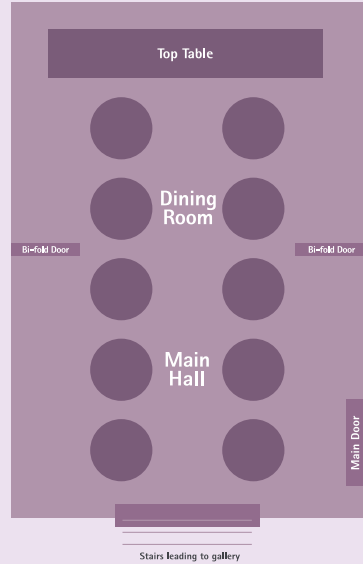 Top Table
Dining
Room
Bi-fold Door
Bi-fold Door
Main
Hall
Main Door
Stairs leading to gallery